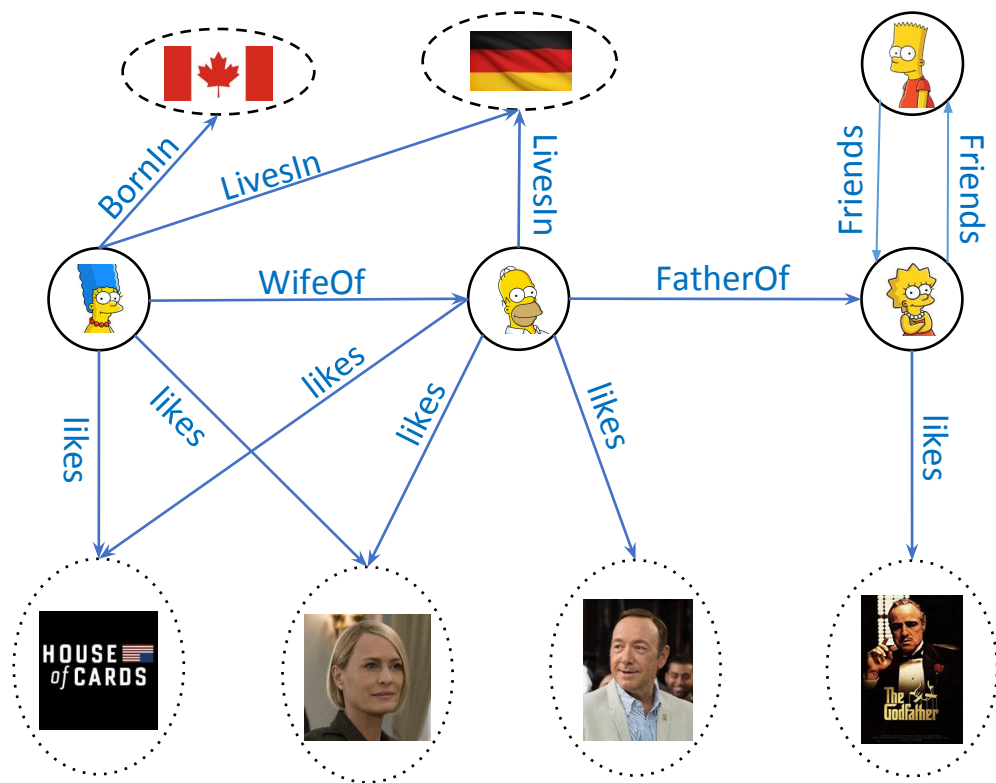 BornIn
LivesIn
LivesIn
Friends
Friends
WifeOf
FatherOf
likes
likes
likes
likes
likes
likes
HOUSE
of CARDS
The
Godfather